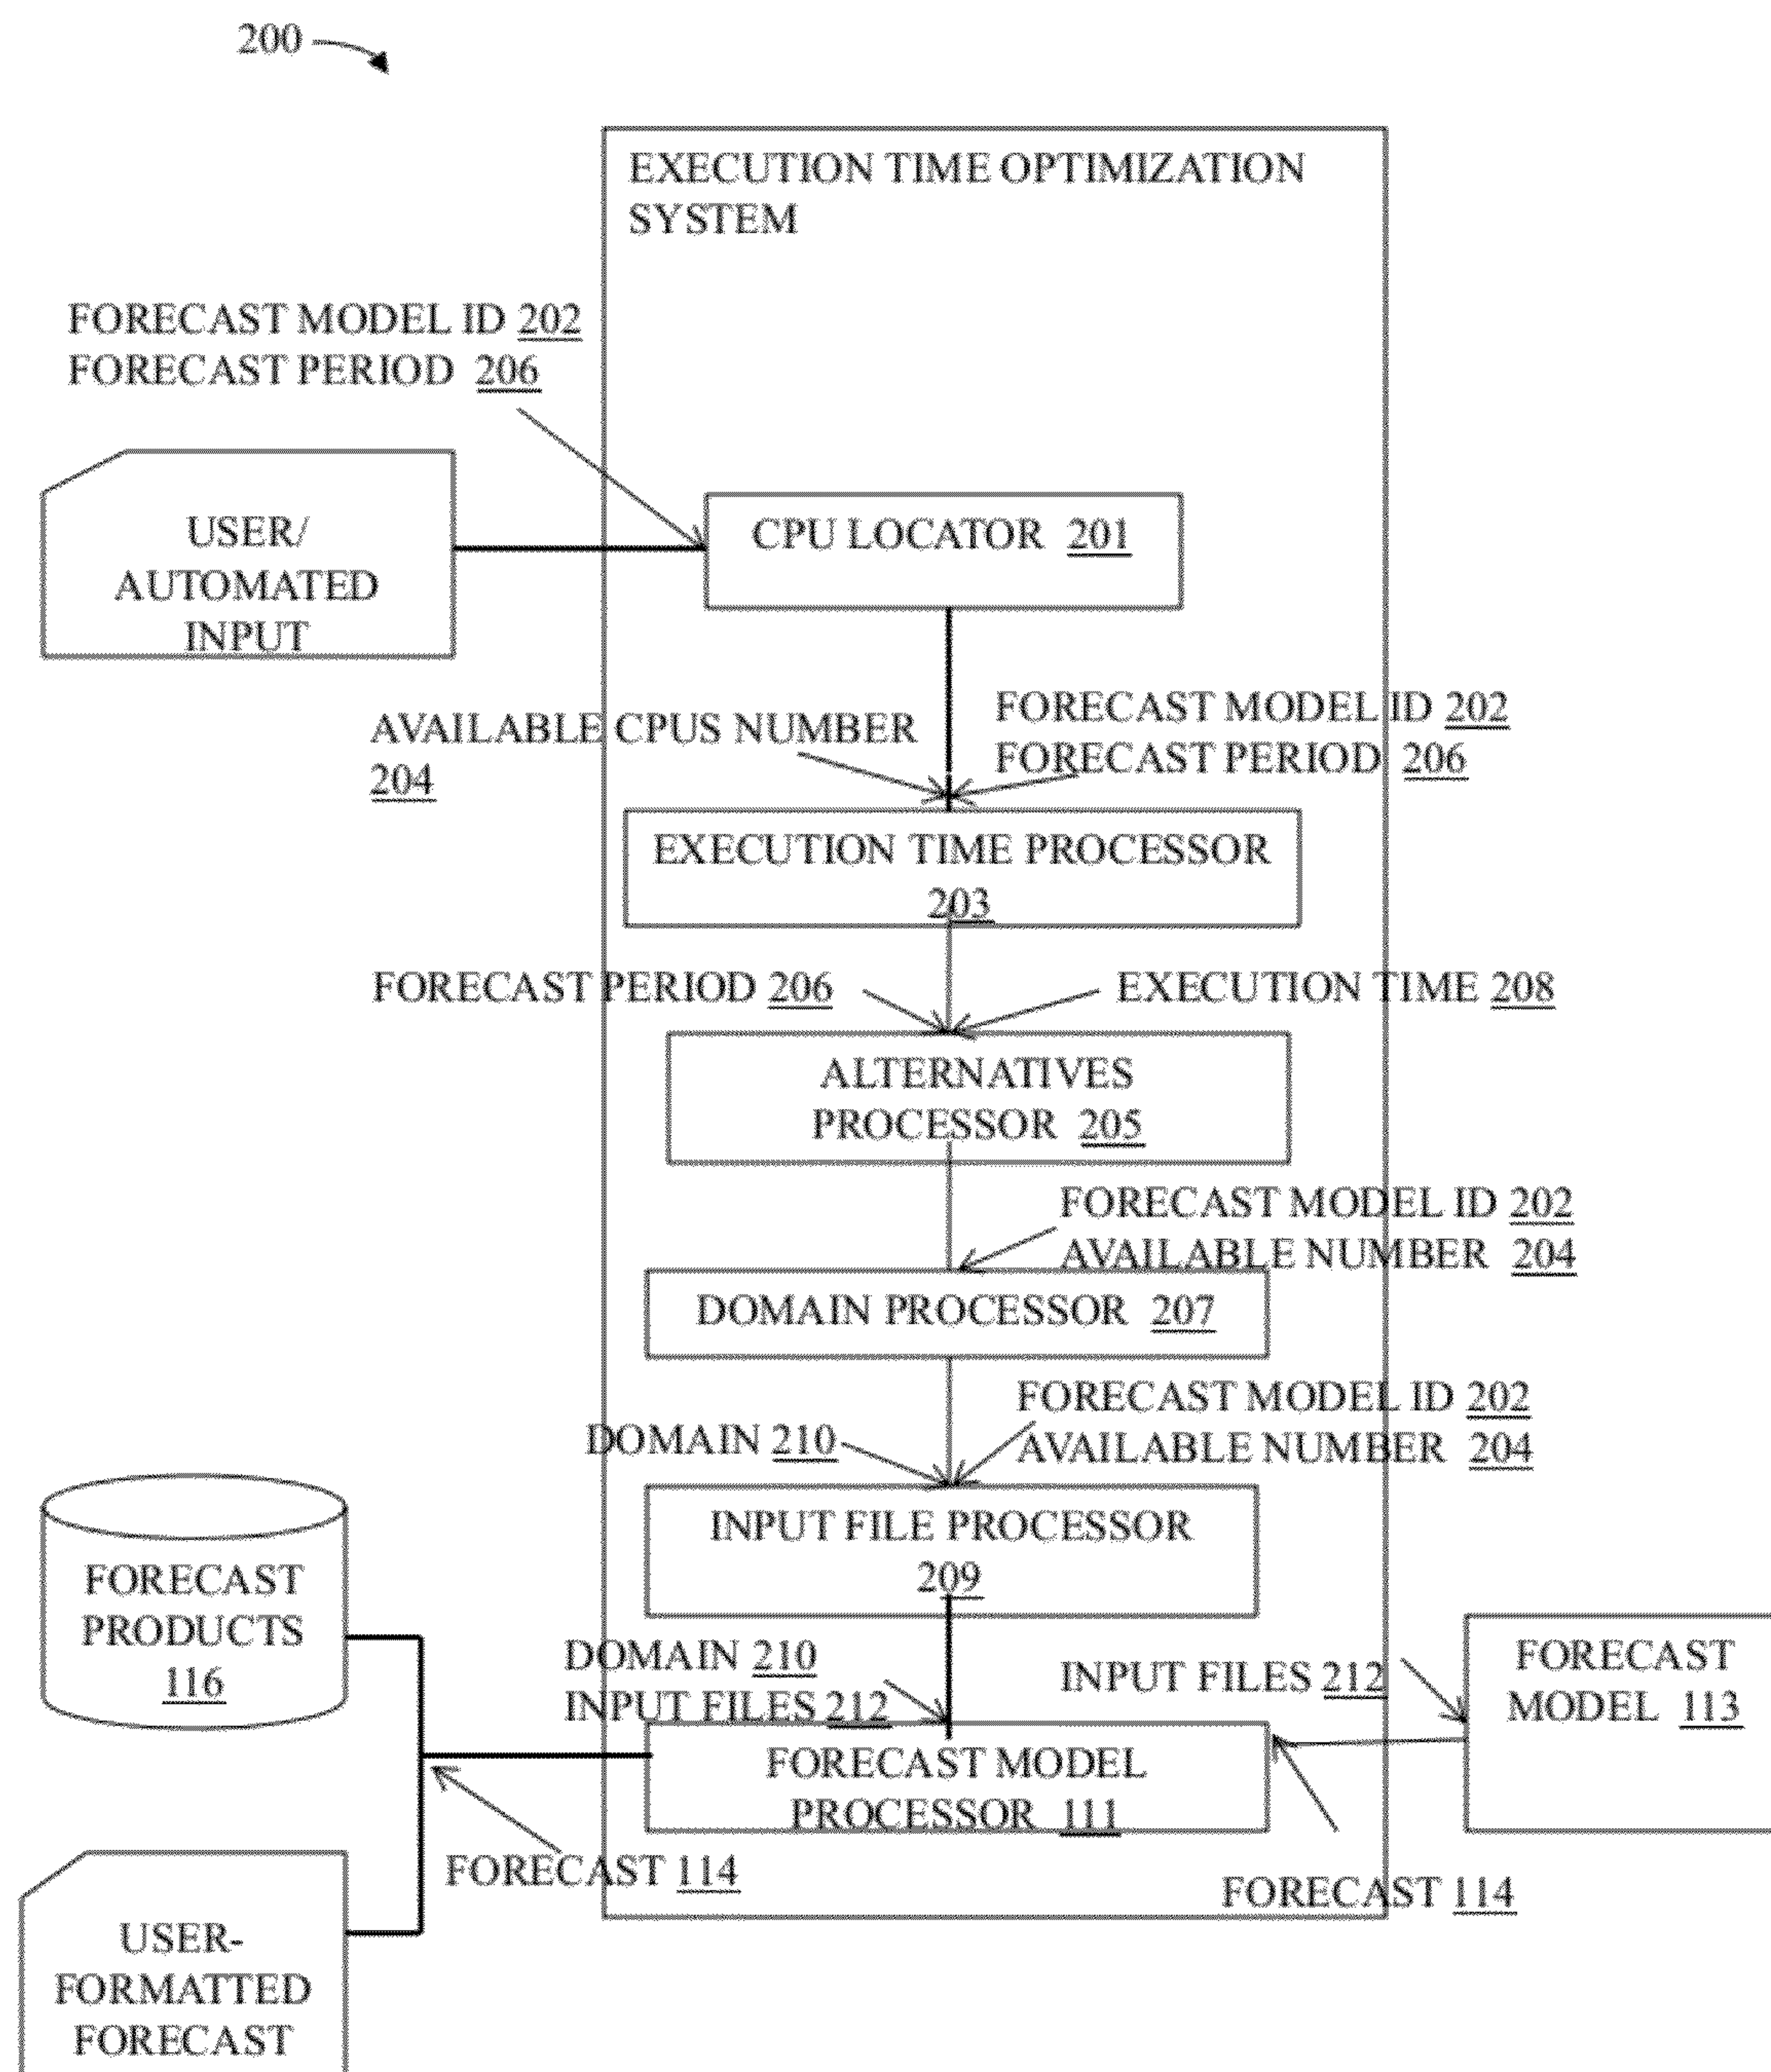 200
EXECUTION TIME OPTIMIZATION
SYSTEM
FORECAST MODEL ID 202
FORECAST PERIOD 206
USER/
AUTOMATED
INPUT
CPU LOCATOR 201
AVAILABLE CPUS NUMBER
204
FORECAST MODEL ID 202
FORECAST PERIOD 206
EXECUTION TIME PROCESSOR
203
FORECAST PERIOD 206
EXECUTION TIME 208
ALTERNATIVES
PROCESSOR 205
FORECAST MODEL ID 202
AVAILABLE NUMBER 204
DOMAIN PROCESSOR 207
FORECAST MODEL ID 202
AVAILABLE NUMBER 204
DOMAIN 210
INPUT FILE PROCESSOR
209
FORECAST
PRODUCTS
116
DOMAIN 210
INPUT FILES 212
INPUT FILES 212
FORECAST
MODEL 113
FORECAST MODEL
PROCESSOR 111
FORECAST 114
FORECAST 114
USER-
FORMATTED
FORECAST